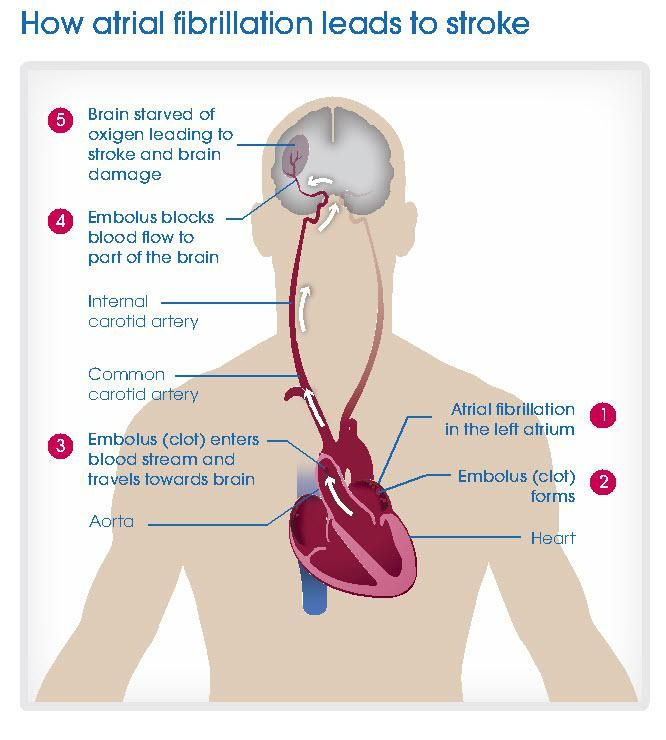 How atrial fibrillation leads to stroke
5
Brain starved of
oxigen leading to
stroke and brain
damage
4
Embolus blocks
blood flow to
part of the brain
Internal
carotid artery
Common
carotid artery
Atrial fibrillation
in the left atrium
1
3
Embolus (clot) enters
blood stream and
travels towards brain
Embolus (clot)
forms
2
Aorta
Heart